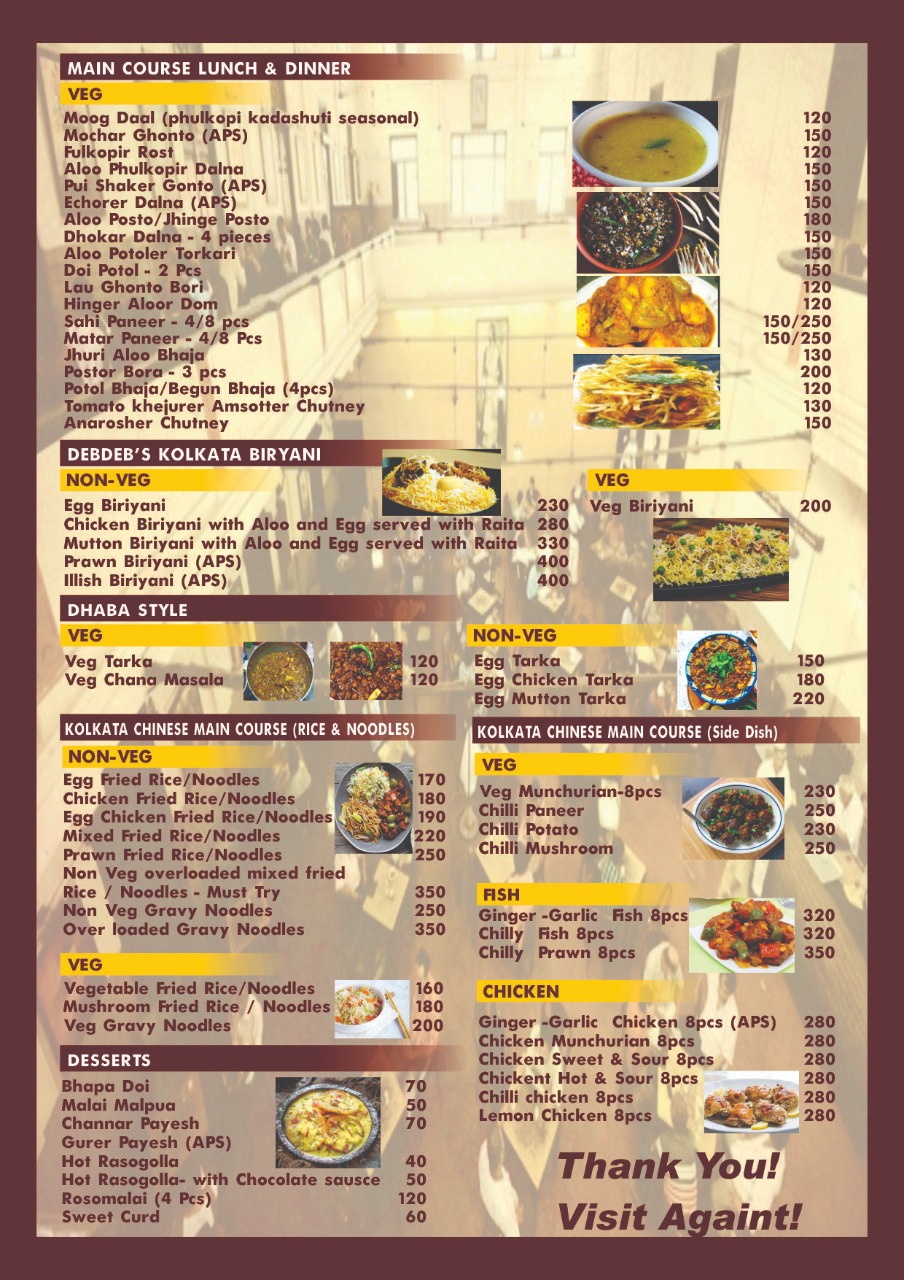 MAIN COURSE LUNCH & DINNER
VEG
Moog Daal (phulkopi kadashuti seasonal) 120
Mochar Ghonto (APS) 150
Fulkopir Rost 120
Aloo Phulkopir Dalna 150
Pui Shaker Gonto (APS) 150
Echorer Dalna (APS) 150
Aloo Posto/Jhinge Posto 180
Dhokar Dalna - 4 pieces 150
Aloo Potoler Torkari 150
Doi Potol - 2 Pcs 150
Lau Ghonto Bori 120
Hinger Aloor Dom 120
Sahi Paneer - 4/8 pcs 150/250
Matar Paneer - 4/8 Pcs 150/250
Jhuri Aloo Bhaja 130
Postor Bora - 3 pcs 200
Potol Bhaja/Begun Bhaja (4pcs) 120
Tomato khejurer Amsotter Chutney 130
Anarosher Chutney 150
DEBDEB'S KOLKATA BIRYANI
NON-VEG
Egg Biriyani 230
Chicken Biriyani with Aloo and Egg served with Raita 280
Mutton Biriyani with Aloo and Egg served with Raita 330
Prawn Biriyani (APS) 400
Illish Biriyani (APS) 400
VEG
Veg Biriyani 200
DHABA STYLE
VEG
Veg Tarka 120
Veg Chana Masala 120
NON-VEG
Egg Tarka 150
Egg Chicken Tarka 180
Egg Mutton Tarka 220
KOLKATA CHINESE MAIN COURSE (RICE & NOODLES)
NON-VEG
Egg Fried Rice/Noodles 170
Chicken Fried Rice/Noodles 180
Egg Chicken Fried Rice/Noodles 190
Mixed Fried Rice/Noodles 220
Prawn Fried Rice/Noodles 250
Non Veg overloaded mixed fried
Rice / Noodles - Must Try 350
Non Veg Gravy Noodles 250
Over loaded Gravy Noodles 350
VEG
Vegetable Fried Rice/Noodles 160
Mushroom Fried Rice / Noodles 180
Veg Gravy Noodles 200
DESSERTS
Bhapa Doi 70
Malai Malpua 50
Channar Payesh 70
Gurer Payesh (APS)
Hot Rasogolla 40
Hot Rasogolla- with Chocolate sausce 50
Rosomalai (4 Pcs) 120
Sweet Curd 60
KOLKATA CHINESE MAIN COURSE (Side Dish)
VEG
Veg Munchurian-8pcs 230
Chilli Paneer 250
Chilli Potato 230
Chilli Mushroom 250
FISH
Ginger -Garlic Fish 8pcs 320
Chilly Fish 8pcs 320
Chilly Prawn 8pcs 350
CHICKEN
Ginger -Garlic Chicken 8pcs (APS) 280
Chicken Munchurian 8pcs 280
Chicken Sweet & Sour 8pcs 280
Chickent Hot & Sour 8pcs 280
Chilli chicken 8pcs 280
Lemon Chicken 8pcs 280
Thank You!
Visit Againt!